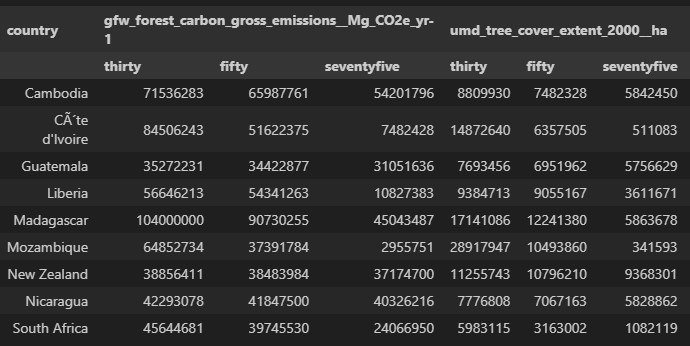 country gfw_forest_carbon_gross_emissions__Mg_CO2e_yr-
1 umd_tree_cover_extent_2000__ha
thirty fifty seventyfive thirty fifty seventyfive
Cambodia 71536283 65987761 54201796 8809930 7482328 5842450
CÃ´te
d'Ivoire 84506243 51622375 7482428 14872640 6357505 511083
Guatemala 35272231 34422877 31051636 7693456 6951962 5756629
Liberia 56646213 54341263 10827383 9384713 9055167 3611671
Madagascar 104000000 90730255 45043487 17141086 12241380 5863678
Mozambique 64852734 37391784 2955751 28917947 10493860 341593
New Zealand 38856411 38483984 37174700 11255743 10796210 9368301
Nicaragua 42293078 41847500 40326216 7776808 7067163 5828862
South Africa 45644681 39745530 24066950 5983115 3163002 1082119